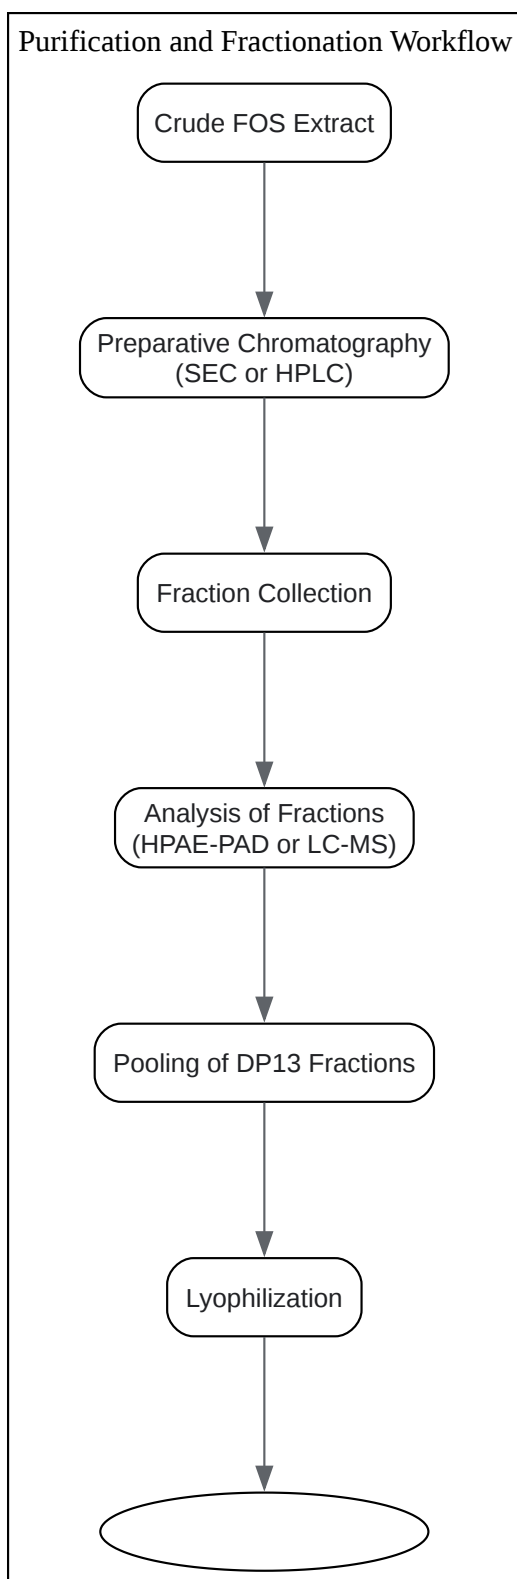 Purification and Fractionation Workflow
Crude FOS Extract
Preparative Chromatography
(SEC or HPLC)
Fraction Collection
Analysis of Fractions
(HPAE-PAD or LC-MS)
Pooling of DP13 Fractions
Lyophilization